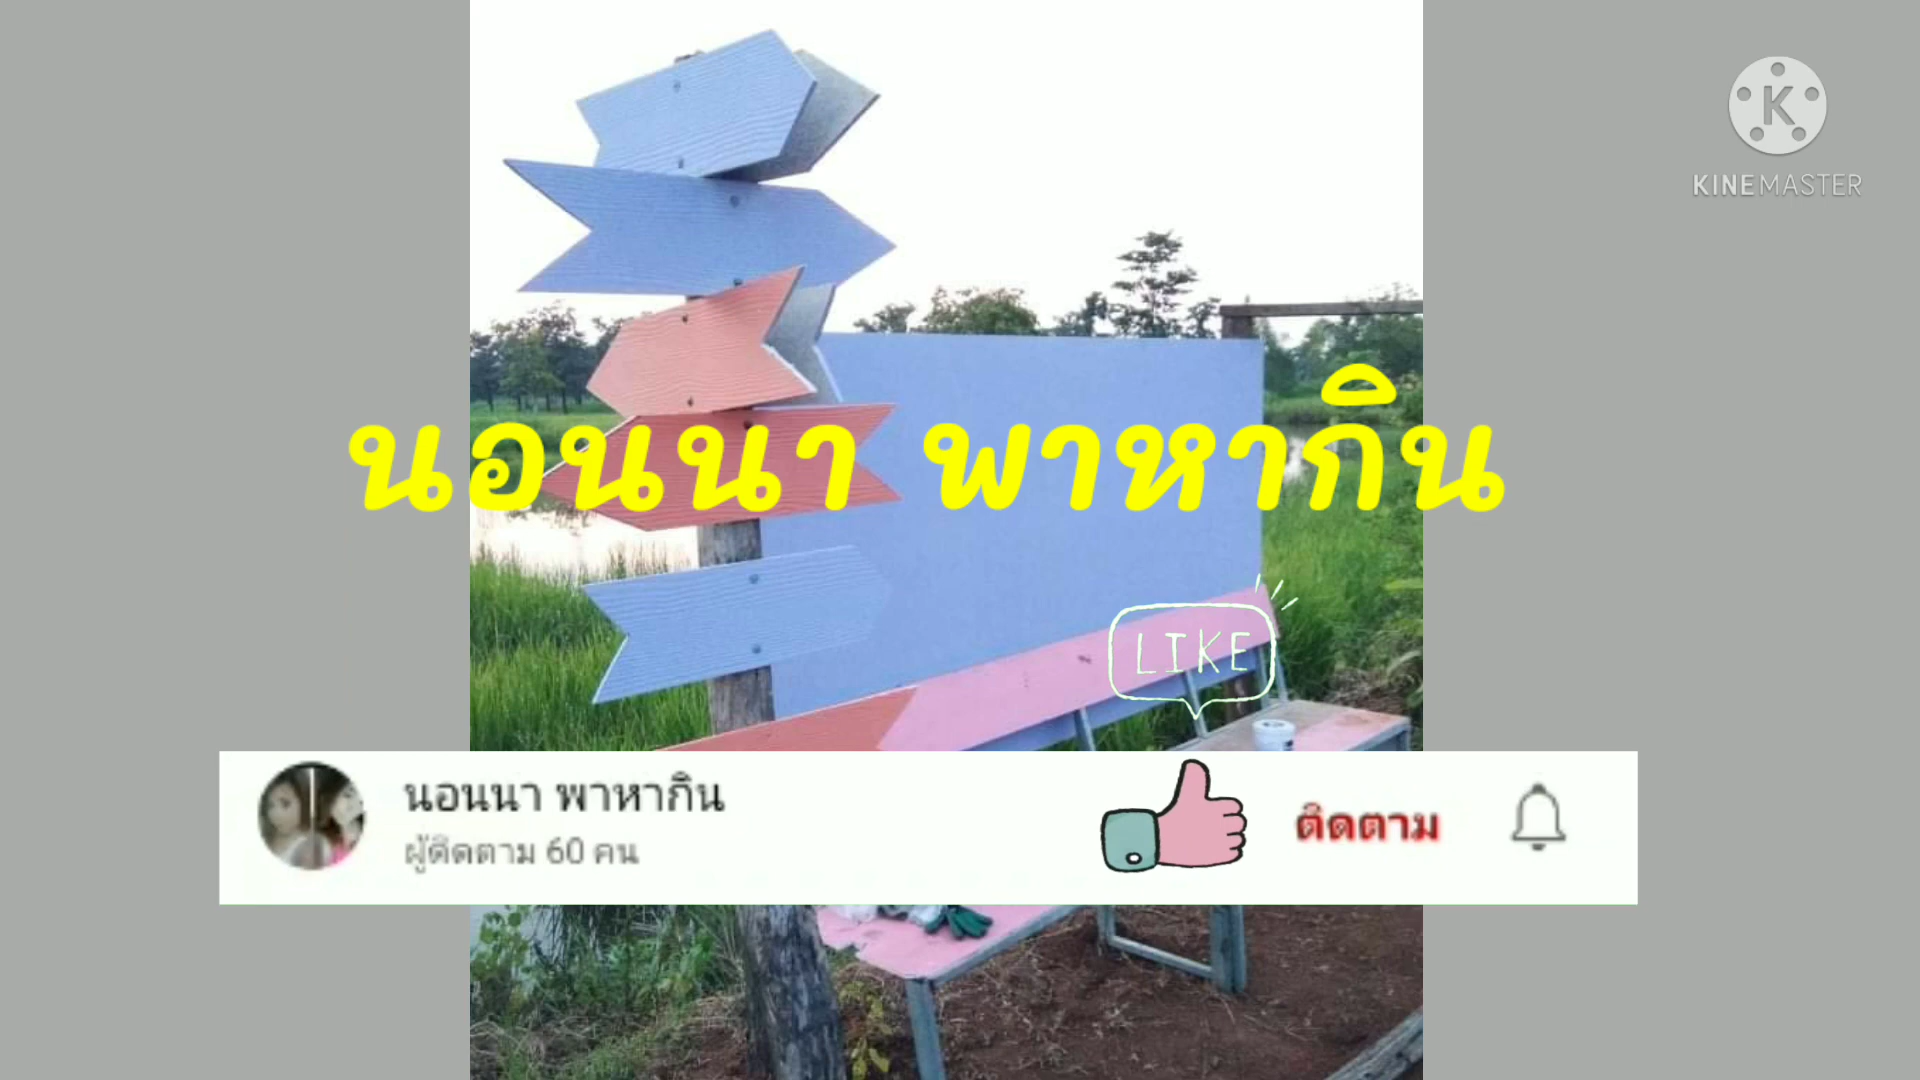 K
KINEMASTER
นอนนา พาหากิน
LIKE
นอนนา พาหากิน
ผู้ติดตาม 60 คน
ติดตาม